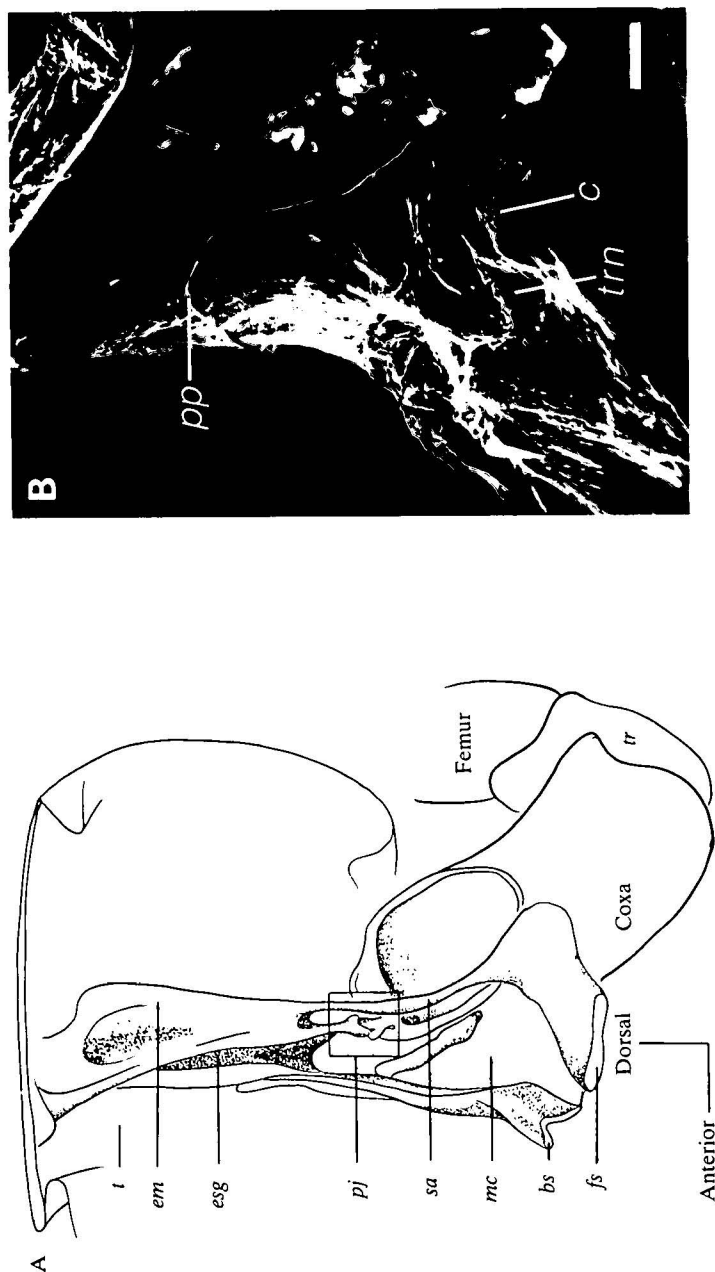 A
t
em
esg
pj
sa
mc
bs
fs
Anterior
Dorsal
Coxa
tr
Femur
B
pp
trn
c